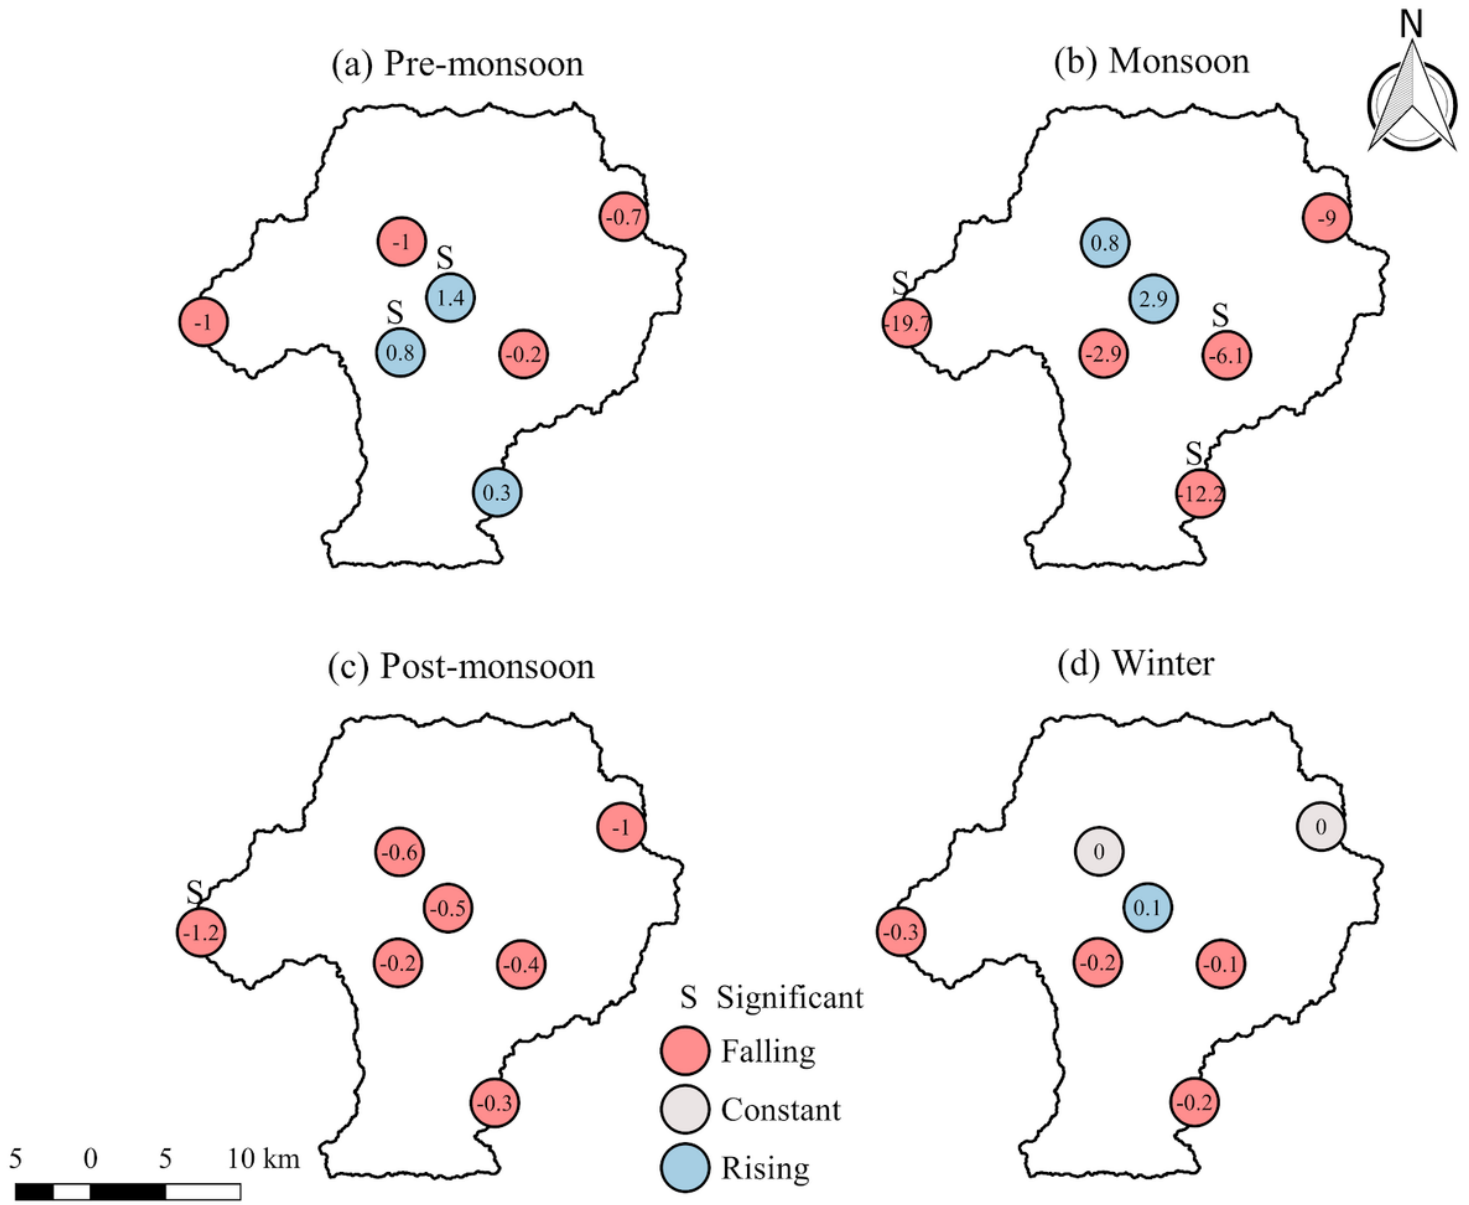 N
(a) Pre-monsoon
(b) Monsoon
-0.7
-1
S
1.4
S
0.8
-1
-0.2
0.3
-9
0.8
S
-19.7
2.9
S
-2.9
-6.1
S
-12.2
(c) Post-monsoon
(d) Winter
-1
-0.6
S
-1.2
-0.5
-0.2
-0.4
-0.3
0
0
0.1
-0.3
-0.2
-0.1
-0.2
S Significant
Falling
Constant
Rising
5 0 5 10 km